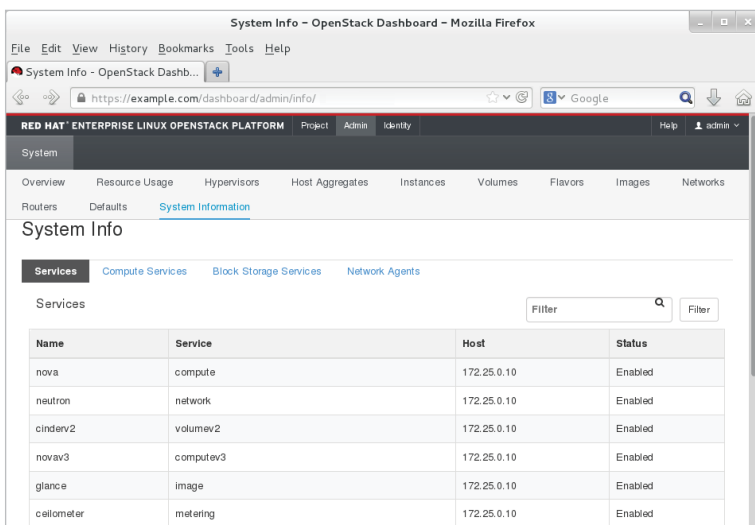 System Info - OpenStack Dashboard - Mozilla Firefox
File Edit View History Bookmarks Tools Help
System Info - OpenStack Dashb...
https://example.com/dashboard/admin/info/ Google
RED HAT® ENTERPRISE LINUX OPENSTACK PLATFORM Project Admin Identity Help admin
System
Overview Resource Usage Hypervisors Host Aggregates Instances Volumes Flavors Images Networks
Routers Defaults System Information
System Info
Services Compute Services Block Storage Services Network Agents
Services
Filter Filter
Name Service Host Status
nova compute 172.25.0.10 Enabled
neutron network 172.25.0.10 Enabled
cinderv2 volumev2 172.25.0.10 Enabled
novav3 computev3 172.25.0.10 Enabled
glance image 172.25.0.10 Enabled
ceilometer metering 172.25.0.10 Enabled